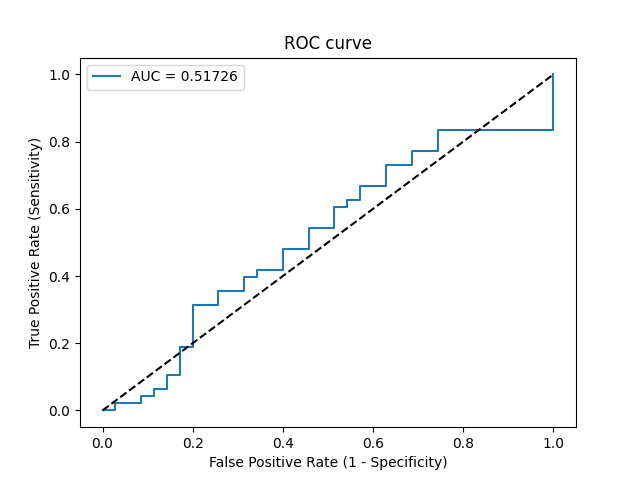 ROC curve
AUC = 0.51726
True Positive Rate (Sensitivity)
1.0
0.8
0.6
0.4
0.2
0.0
0.0 0.2 0.4 0.6 0.8 1.0
False Positive Rate (1 - Specificity)